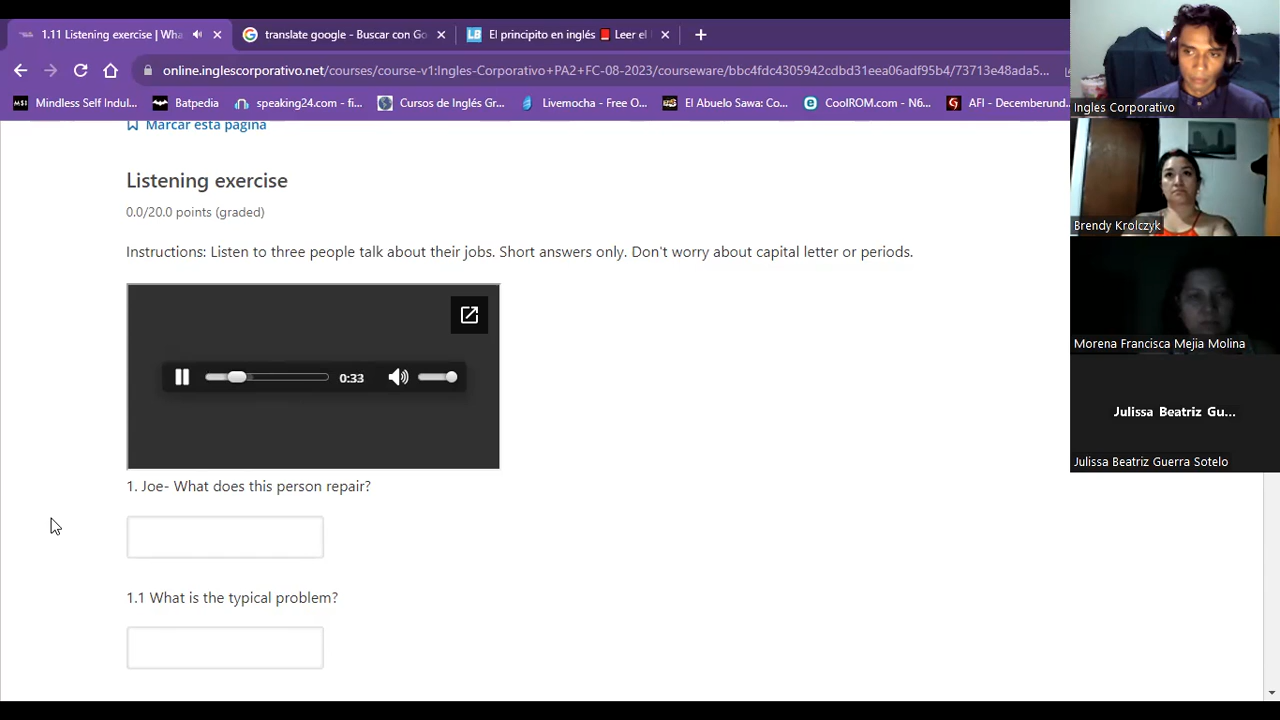 1.11 Listening exercise | Wha
translate google - Buscar con Go
LB El principito en inglés 📕 Leer el
online.inglescorporativo.net/courses/course-v1:Ingles-Corporativo+PA2+FC-08-2023/courseware/bbc4fdc4305942cdbd31eea06adf95b4/73713e48ada5...
Mindless Self Indul...
Batpedia
speaking24.com - fi...
Cursos de Inglés Gr...
Livemocha - Free O...
El Abuelo Sawa: Co...
CoolROM.com - N6...
AFI - Decemberund...
Marcar esta página
Listening exercise
0.0/20.0 points (graded)
Instructions: Listen to three people talk about their jobs. Short answers only. Don't worry about capital letter or periods.
0:33
1. Joe- What does this person repair?
1.1 What is the typical problem?
Ingles Corporativo
Brendy Krolczyk
Morena Francisca Mejia Molina
Julissa Beatriz Gu...
Julissa Beatriz Guerra Sotelo